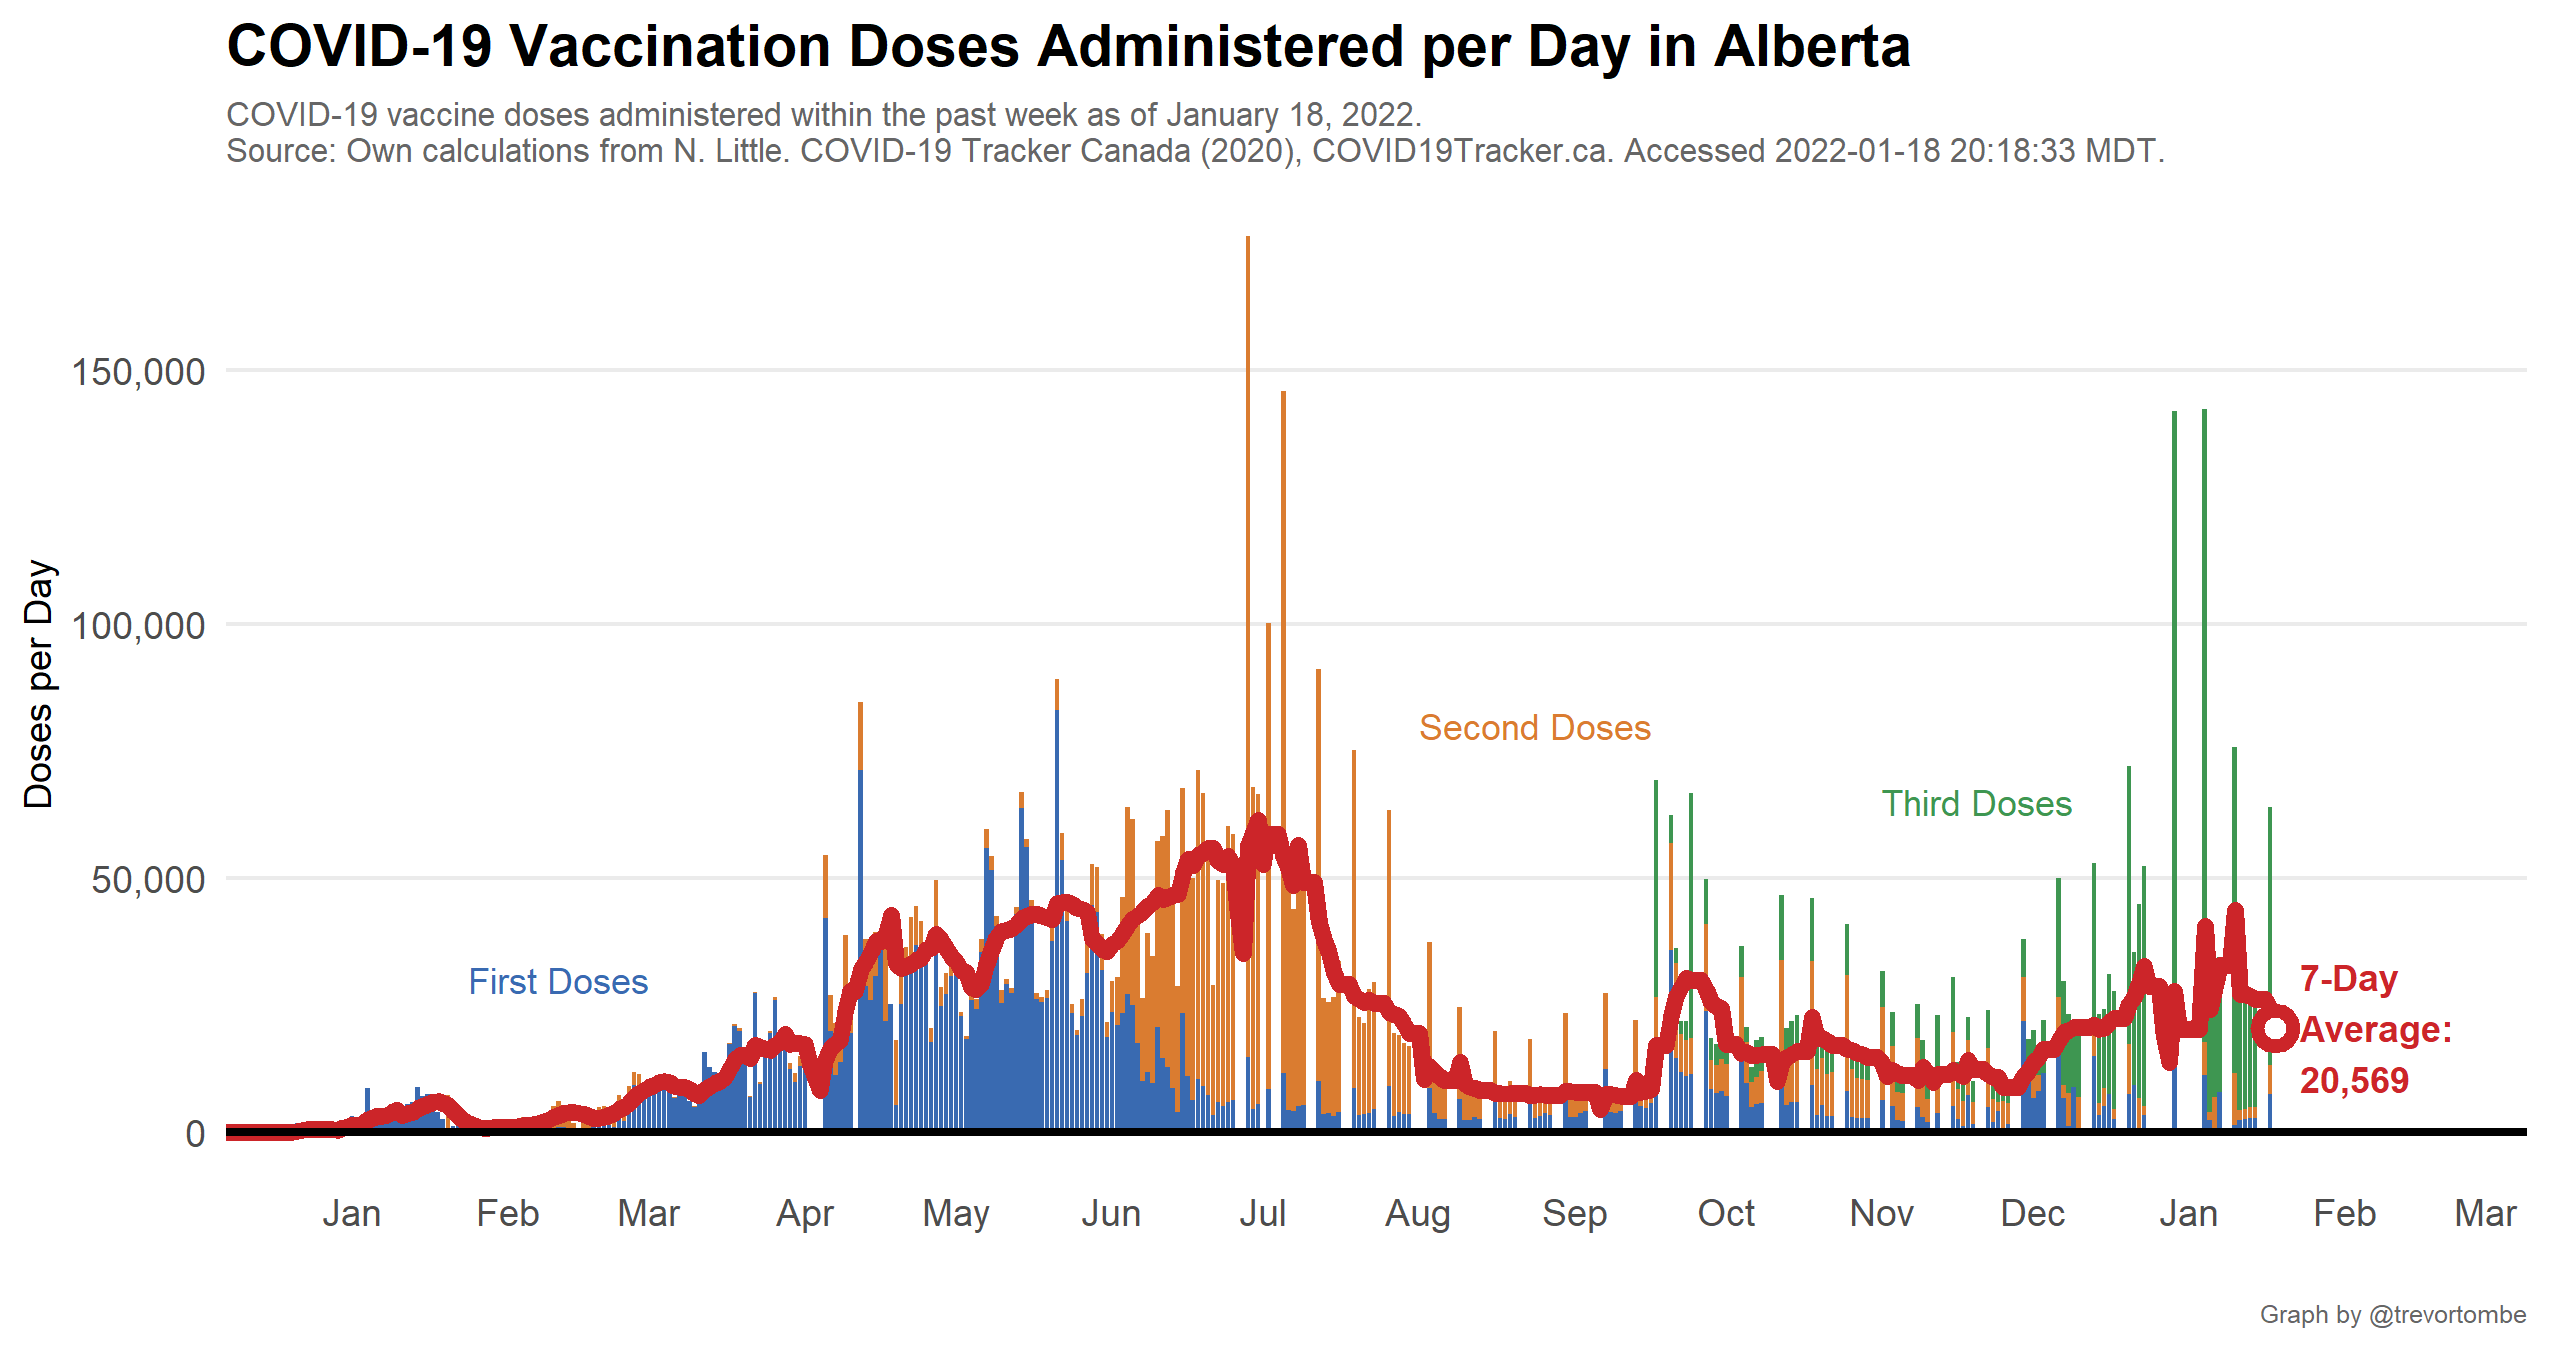 COVID-19 Vaccination Doses Administered per Day in Alberta
COVID-19 vaccine doses administered within the past week as of January 18, 2022.
Source: Own calculations from N. Little. COVID-19 Tracker Canada (2020), COVID19Tracker.ca. Accessed 2022-01-18 20:18:33 MDT.
Doses per Day
150,000
100,000
50,000
0
First Doses
Second Doses
Third Doses
7-Day
Average:
20,569
Jan Feb Mar Apr May Jun Jul Aug Sep Oct Nov Dec Jan Feb Mar
Graph by @trevortombe